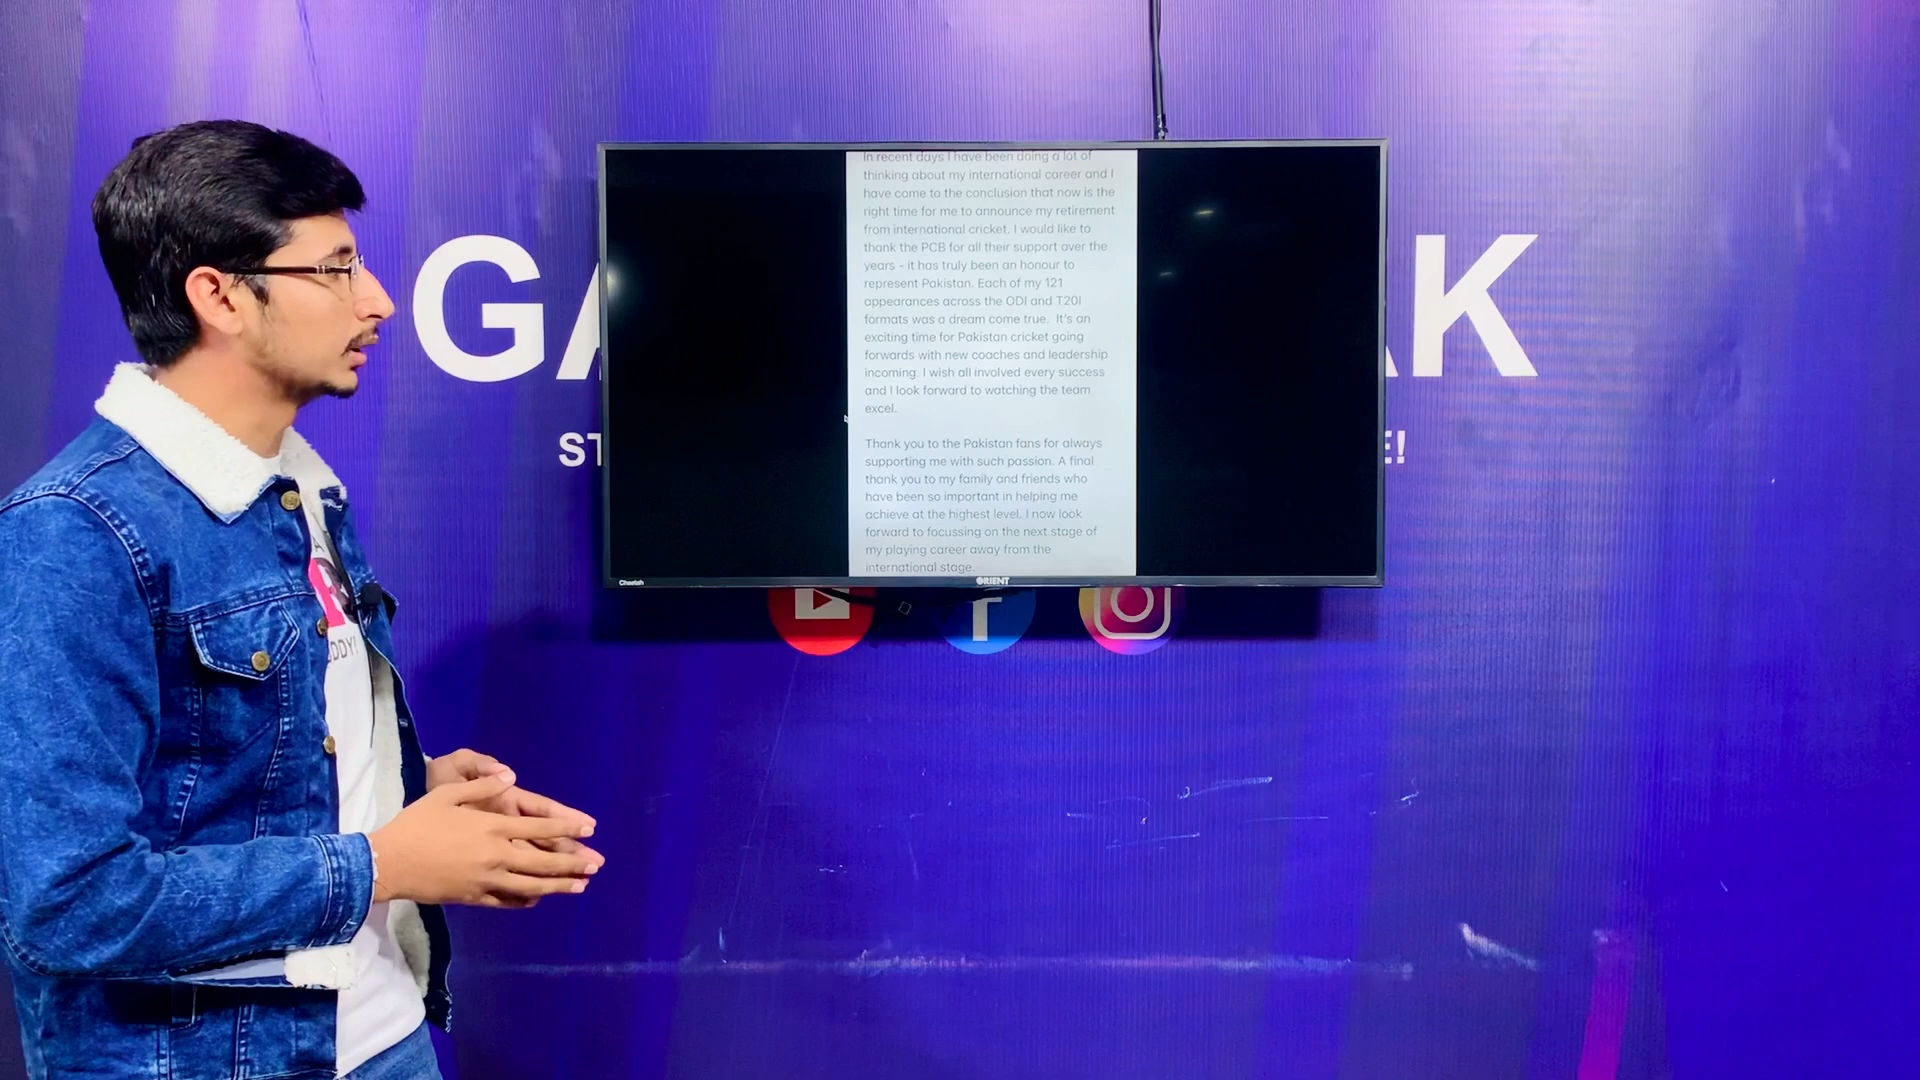 In recent days I have been doing a lot of
thinking about my international career and I
have come to the conclusion that now is the
right time for me to announce my retirement
from international cricket. I would like to
thank the PCB for all their support over the
years - it has truly been an honour to
represent Pakistan. Each of my 121
appearances across the ODI and T20I
formats was a dream come true. It's an
exciting time for Pakistan cricket going
forwards with new coaches and leadership
incoming. I wish all involved every success
and I look forward to watching the team
excel.
Thank you to the Pakistan fans for always
supporting me with such passion. A final
thank you to my family and friends who
have been so important in helping me
achieve at the highest level. I now look
forward to focussing on the next stage of
my playing career away from the
international stage.
Cheetah
ORIENT